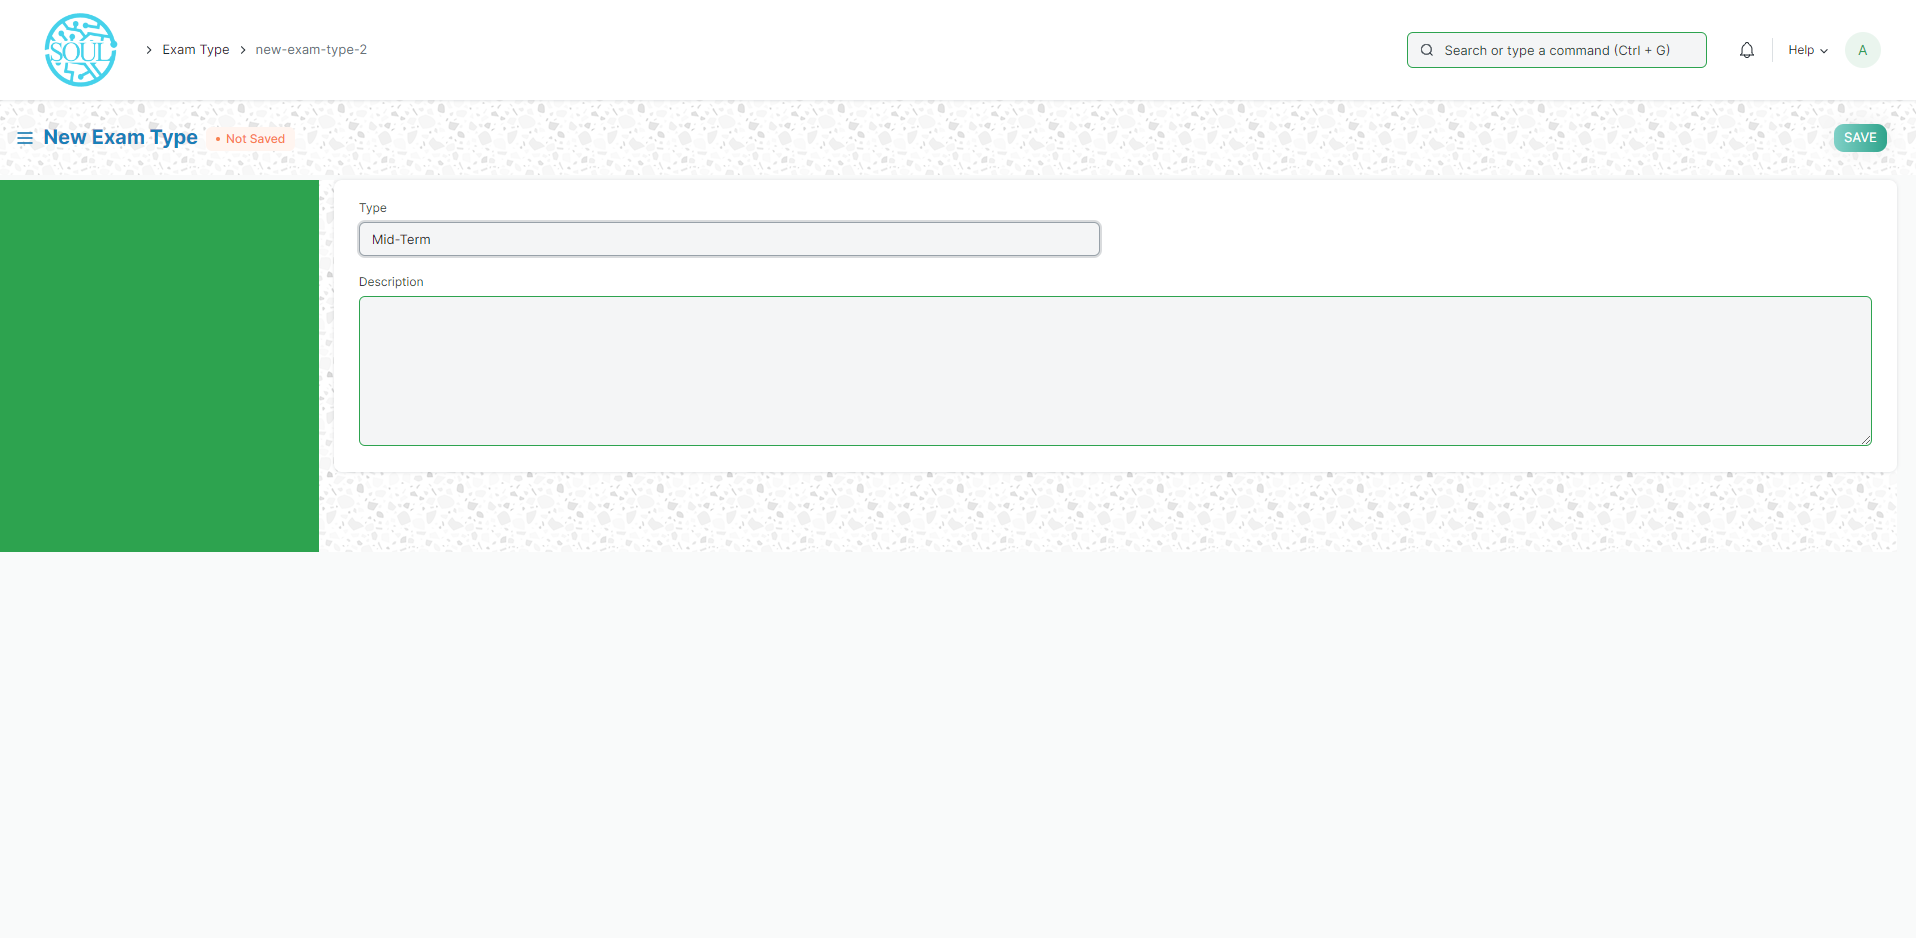 SOUL
Exam Type
new-exam-type-2
Search or type a command (Ctrl + G)
Help
A
New Exam Type
Not Saved
SAVE
Type
Mid-Term
Description